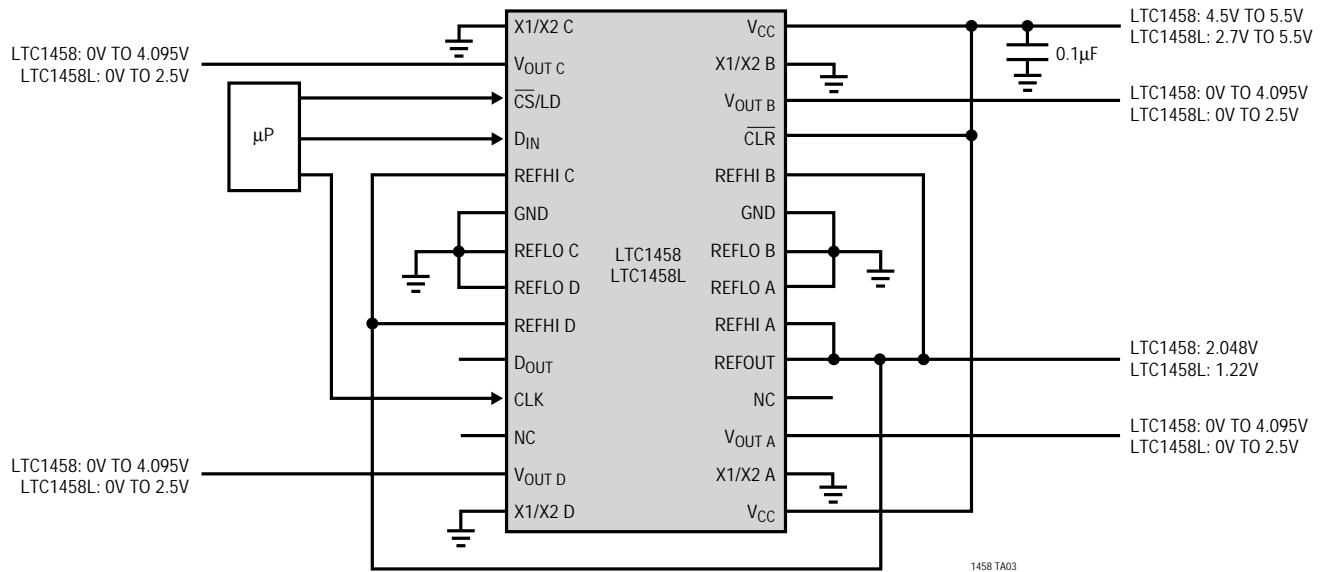 LTC1458: 0V TO 4.095V
LTC1458L: 0V TO 2.5V
µP
LTC1458: 0V TO 4.095V
LTC1458L: 0V TO 2.5V
X1/X2 C
VOUT C
CS/LD
DIN
REFHI C
GND
REFLO C
REFLO D
REFHI D
DOUT
CLK
NC
VOUT D
X1/X2 D
LTC1458
LTC1458L
VCC
X1/X2 B
VOUT B
CLR
REFHI B
GND
REFLO B
REFLO A
REFHI A
REFOUT
NC
VOUT A
X1/X2 A
VCC
LTC1458: 4.5V TO 5.5V
LTC1458L: 2.7V TO 5.5V
0.1µF
LTC1458: 0V TO 4.095V
LTC1458L: 0V TO 2.5V
LTC1458: 2.048V
LTC1458L: 1.22V
LTC1458: 0V TO 4.095V
LTC1458L: 0V TO 2.5V
1458 TA03